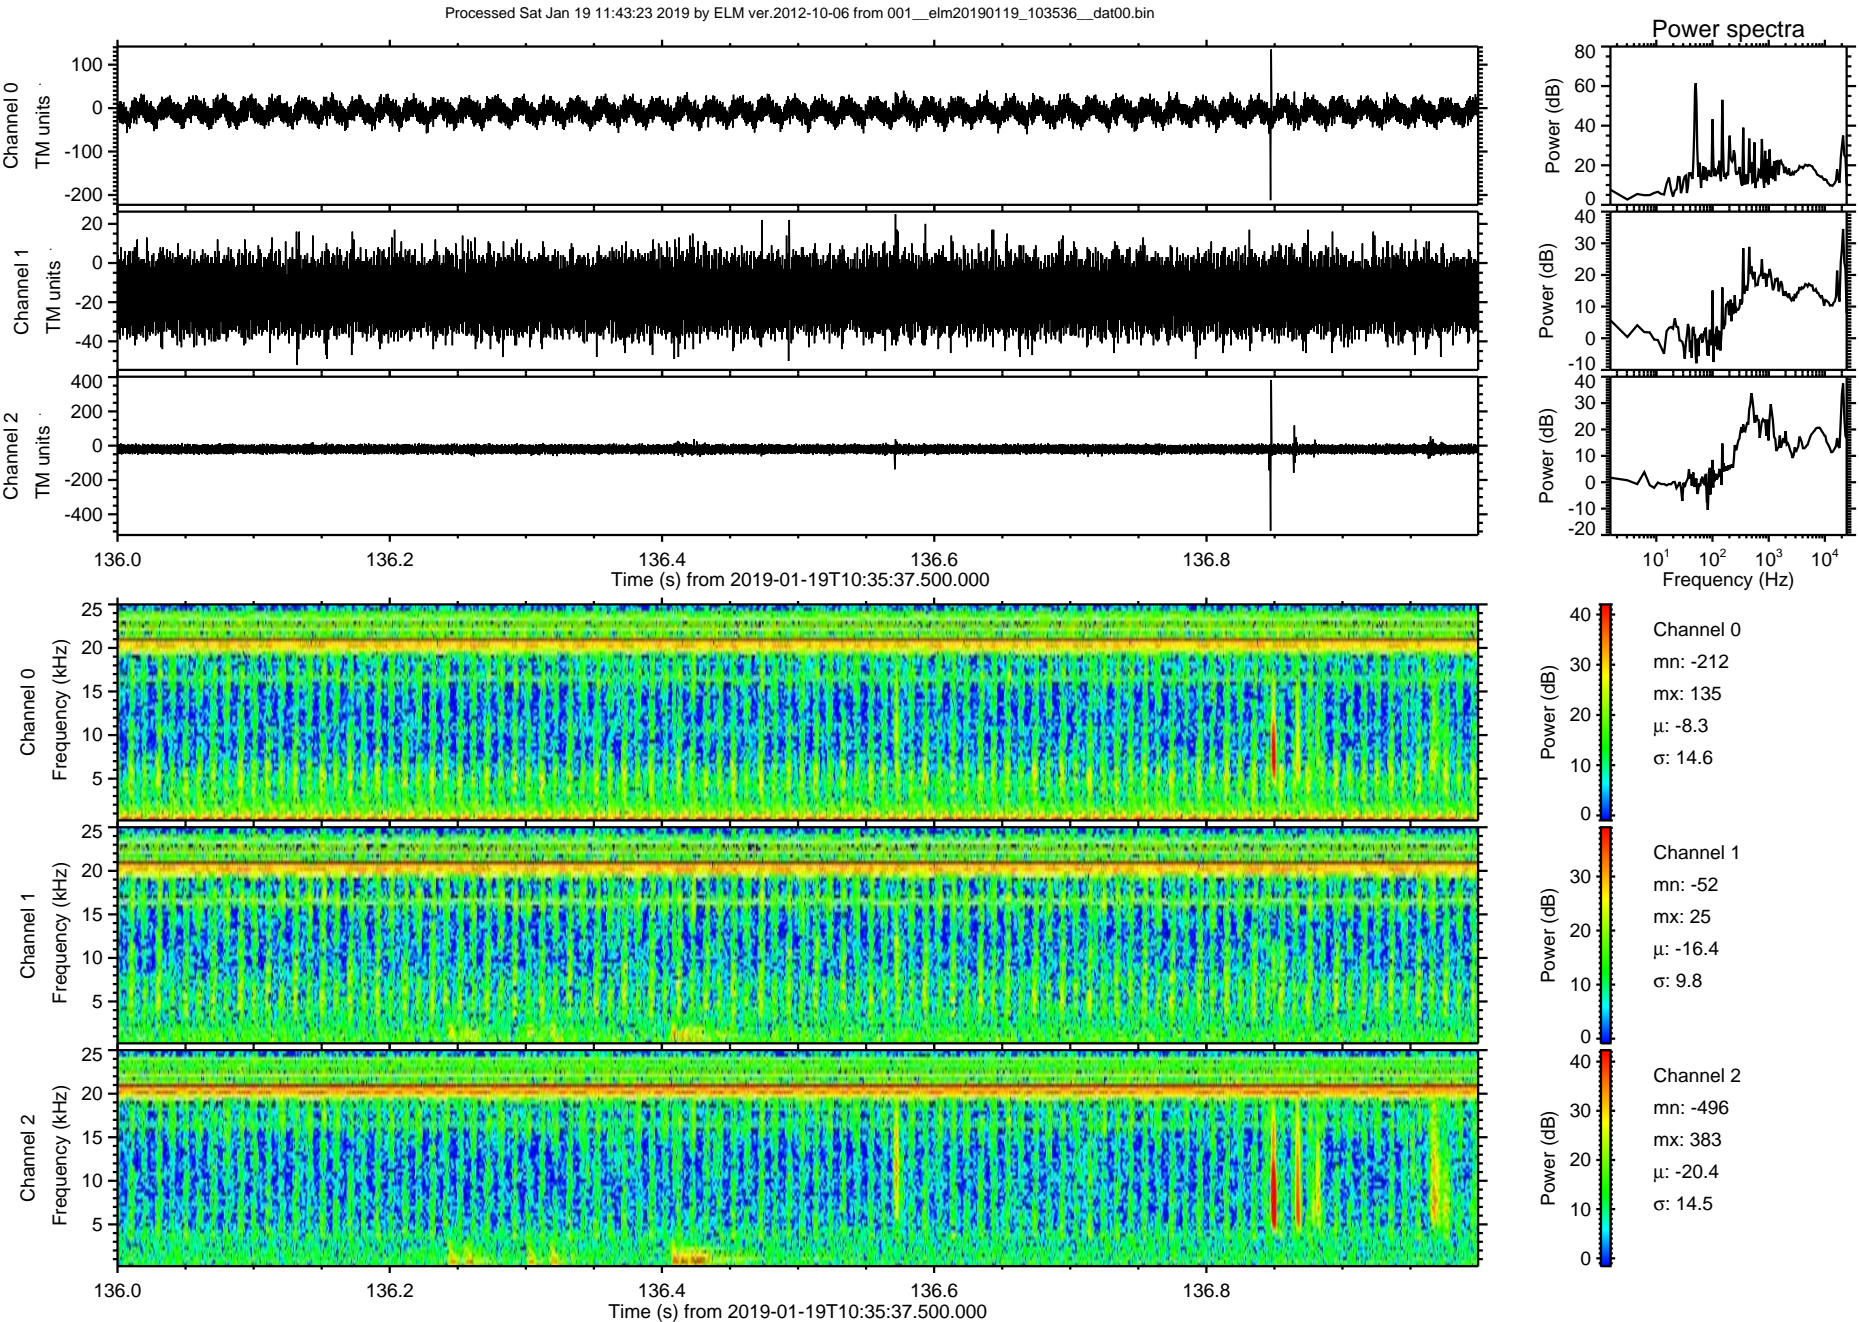 Processed Sat Jan 19 11:43:23 2019 by ELM ver.2012-10-06 from 001__elm20190119_103536__dat00.bin
Power spectra
Channel 0
TM units
100
0
-100
-200
Power (dB)
80
60
40
20
0
Channel 1
TM units
20
0
-20
-40
Power (dB)
40
30
20
10
0
-10
Channel 2
TM units
400
200
0
-200
-400
Power (dB)
40
30
20
10
0
-10
-20
136.0 136.2 136.4 136.6 136.8
Time (s) from 2019-01-19T10:35:37.500.000
10¹ 10² 10³ 10⁴
Frequency (Hz)
Channel 0
Frequency (kHz)
25
20
15
10
5
Power (dB)
40
30
20
10
0
Channel 0
mn: -212
mx: 135
μ: -8.3
σ: 14.6
Channel 1
Frequency (kHz)
25
20
15
10
5
Power (dB)
30
20
10
0
Channel 1
mn: -52
mx: 25
μ: -16.4
σ: 9.8
Channel 2
Frequency (kHz)
25
20
15
10
5
Power (dB)
40
30
20
10
0
Channel 2
mn: -496
mx: 383
μ: -20.4
σ: 14.5
136.0 136.2 136.4 136.6 136.8
Time (s) from 2019-01-19T10:35:37.500.000